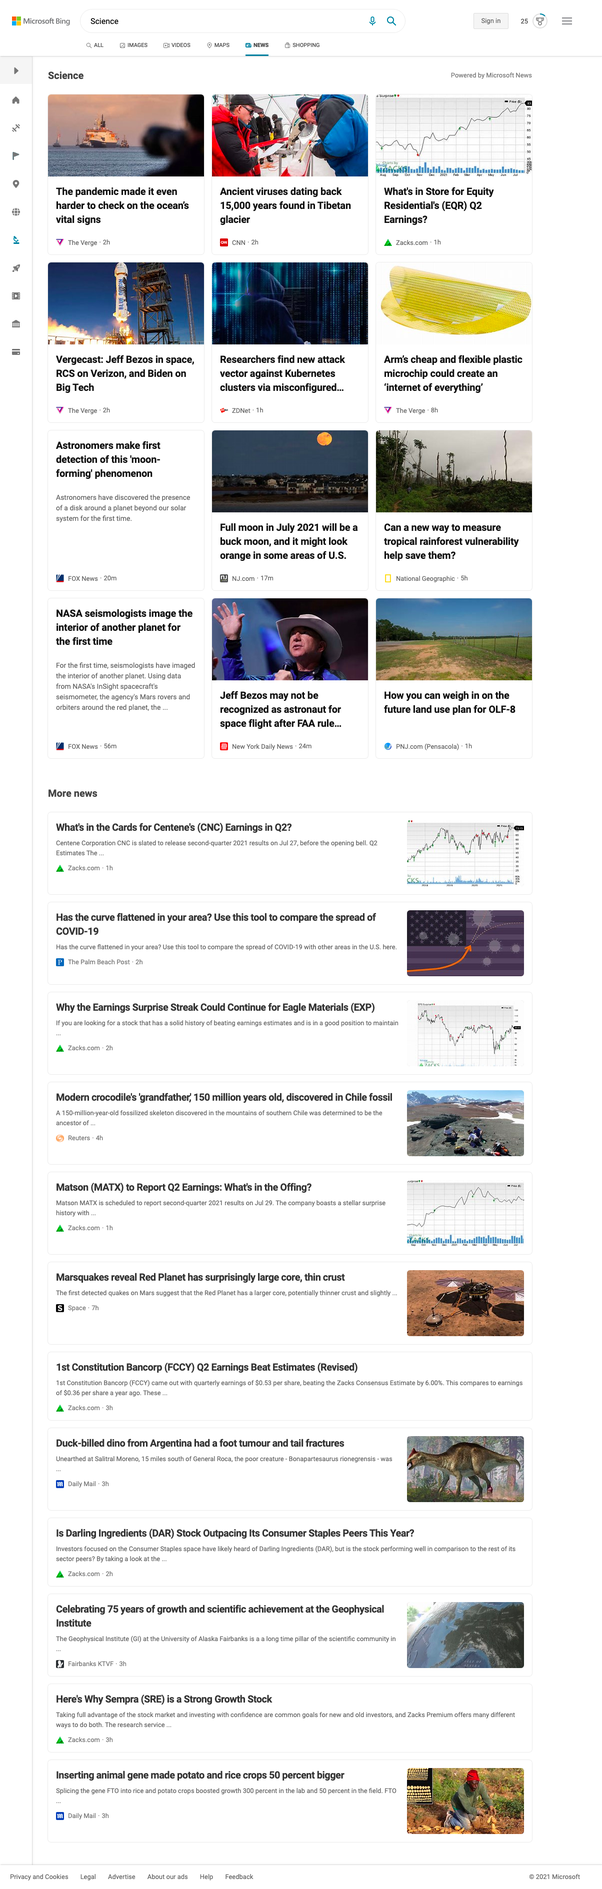 Microsoft Bing
Science
Sign in
25
ALL
IMAGES
VIDEOS
MAPS
NEWS
SHOPPING
Science
Powered by Microsoft News
The pandemic made it even
harder to check on the ocean's
vital signs
The Verge · 2h
Ancient viruses dating back
15,000 years found in Tibetan
glacier
CNN · 2h
What's in Store for Equity
Residential's (EQR) Q2
Earnings?
Zacks.com · 1h
Vergecast: Jeff Bezos in space,
RCS on Verizon, and Biden on
Big Tech
The Verge · 2h
Researchers find new attack
vector against Kubernetes
clusters via misconfigured...
ZDNet · 1h
Arm's cheap and flexible plastic
microchip could create an
'internet of everything'
The Verge · 8h
Astronomers make first
detection of this 'moon-
forming' phenomenon
Astronomers have discovered the presence
of a disk around a planet beyond our solar
system for the first time.
FOX News · 20m
Full moon in July 2021 will be a
buck moon, and it might look
orange in some areas of U.S.
NJ.com · 17m
Can a new way to measure
tropical rainforest vulnerability
help save them?
National Geographic · 5h
NASA seismologists image the
interior of another planet for
the first time
For the first time, seismologists have imaged
the interior of another planet. Using data
from NASA's InSight spacecraft's
seismometer, the agency's Mars rovers and
orbiters around the red planet, the ...
FOX News · 56m
Jeff Bezos may not be
recognized as astronaut for
space flight after FAA rule...
New York Daily News · 24m
How you can weigh in on the
future land use plan for OLF-8
PNJ.com (Pensacola) · 1h
More news
What's in the Cards for Centene's (CNC) Earnings in Q2?
Centene Corporation CNC is slated to release second-quarter 2021 results on Jul 27, before the opening bell. Q2
Estimates The ...
Zacks.com · 1h
Has the curve flattened in your area? Use this tool to compare the spread of
COVID-19
Has the curve flattened in your area? Use this tool to compare the spread of COVID-19 with other areas in the U.S. here.
The Palm Beach Post · 2h
Why the Earnings Surprise Streak Could Continue for Eagle Materials (EXP)
If you are looking for a stock that has a solid history of beating earnings estimates and is in a good position to maintain
...
Zacks.com · 2h
Modern crocodile's 'grandfather,' 150 million years old, discovered in Chile fossil
A 150-million-year-old fossilized skeleton discovered in the mountains of southern Chile was determined to be the
ancestor of ...
Reuters · 4h
Matson (MATX) to Report Q2 Earnings: What's in the Offing?
Matson MATX is scheduled to report second-quarter 2021 results on Jul 29. The company boasts a stellar surprise
history with ...
Zacks.com · 1h
Marsquakes reveal Red Planet has surprisingly large core, thin crust
The first detected quakes on Mars suggest that the Red Planet has a larger core, potentially thinner crust and slightly ...
Space · 7h
1st Constitution Bancorp (FCCY) Q2 Earnings Beat Estimates (Revised)
1st Constitution Bancorp (FCCY) came out with quarterly earnings of $0.53 per share, beating the Zacks Consensus Estimate by 6.00%. This compares to earnings
of $0.36 per share a year ago. These ...
Zacks.com · 3h
Duck-billed dino from Argentina had a foot tumour and tail fractures
Unearthed at Salitral Moreno, 15 miles south of General Roca, the poor creature - Bonapartesaurus rionegrensis - was
...
Daily Mail · 3h
Is Darling Ingredients (DAR) Stock Outpacing Its Consumer Staples Peers This Year?
Investors focused on the Consumer Staples space have likely heard of Darling Ingredients (DAR), but is the stock performing well in comparison to the rest of its
sector peers? By taking a look at the ...
Zacks.com · 2h
Celebrating 75 years of growth and scientific achievement at the Geophysical
Institute
The Geophysical Institute (GI) at the University of Alaska Fairbanks is a a long time pillar of the scientific community in
...
Fairbanks KTVF · 3h
Here's Why Sempra (SRE) is a Strong Growth Stock
Taking full advantage of the stock market and investing with confidence are common goals for new and old investors, and Zacks Premium offers many different
ways to do both. The research service ...
Zacks.com · 3h
Inserting animal gene made potato and rice crops 50 percent bigger
Splicing the gene FTO into rice and potato crops boosted growth 300 percent in the lab and 50 percent in the field. FTO
...
Daily Mail · 3h
Privacy and Cookies
Legal
Advertise
About our ads
Help
Feedback
© 2021 Microsoft